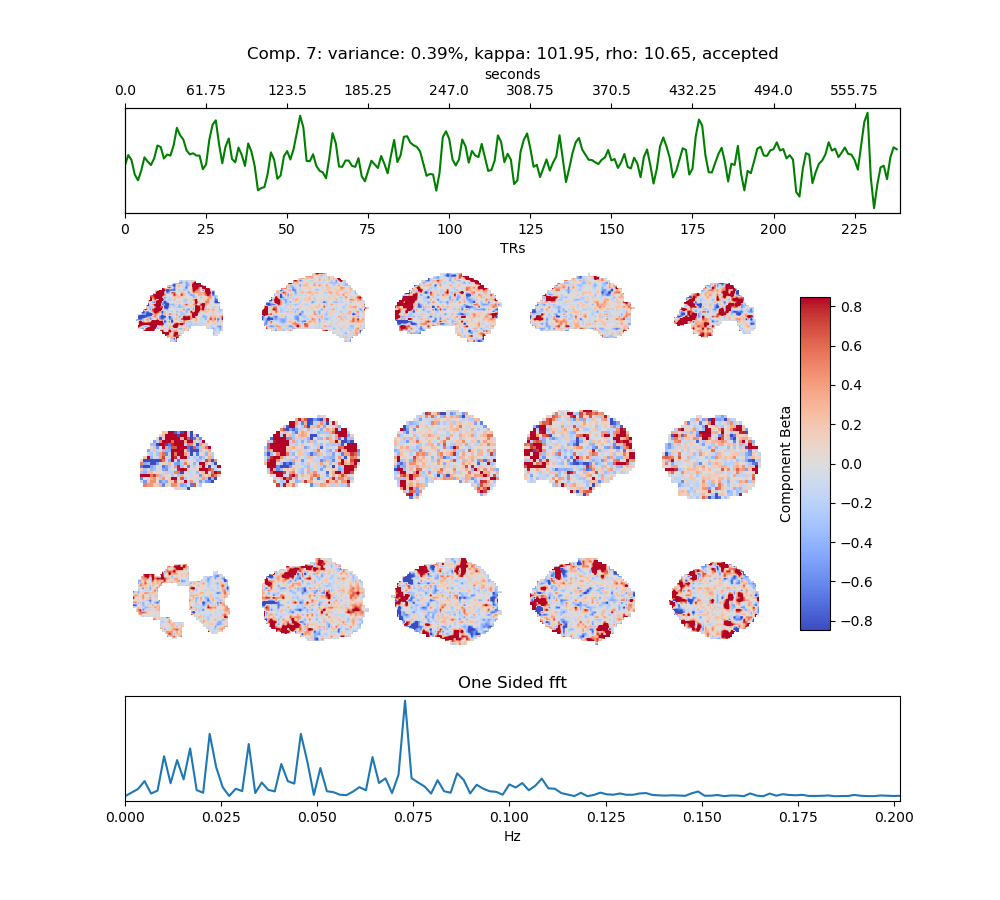 Comp. 7: variance: 0.39%, kappa: 101.95, rho: 10.65, accepted
seconds
0.0 61.75 123.5 185.25 247.0 308.75 370.5 432.25 494.0 555.75
0 25 50 75 100 125 150 175 200 225
TRs
0.8
0.6
0.4
0.2
0.0
−0.2
−0.4
−0.6
−0.8
Component Beta
One Sided fft
0.000 0.025 0.050 0.075 0.100 0.125 0.150 0.175 0.200
Hz